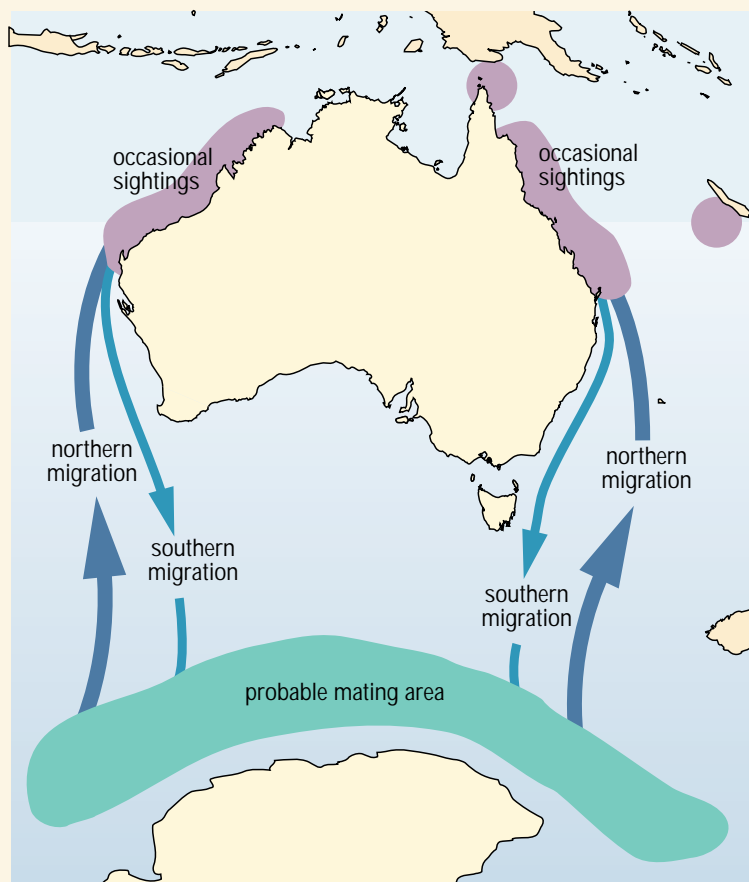 occasional
sightings
occasional
sightings
northern
migration
northern
migration
southern
migration
southern
migration
probable mating area